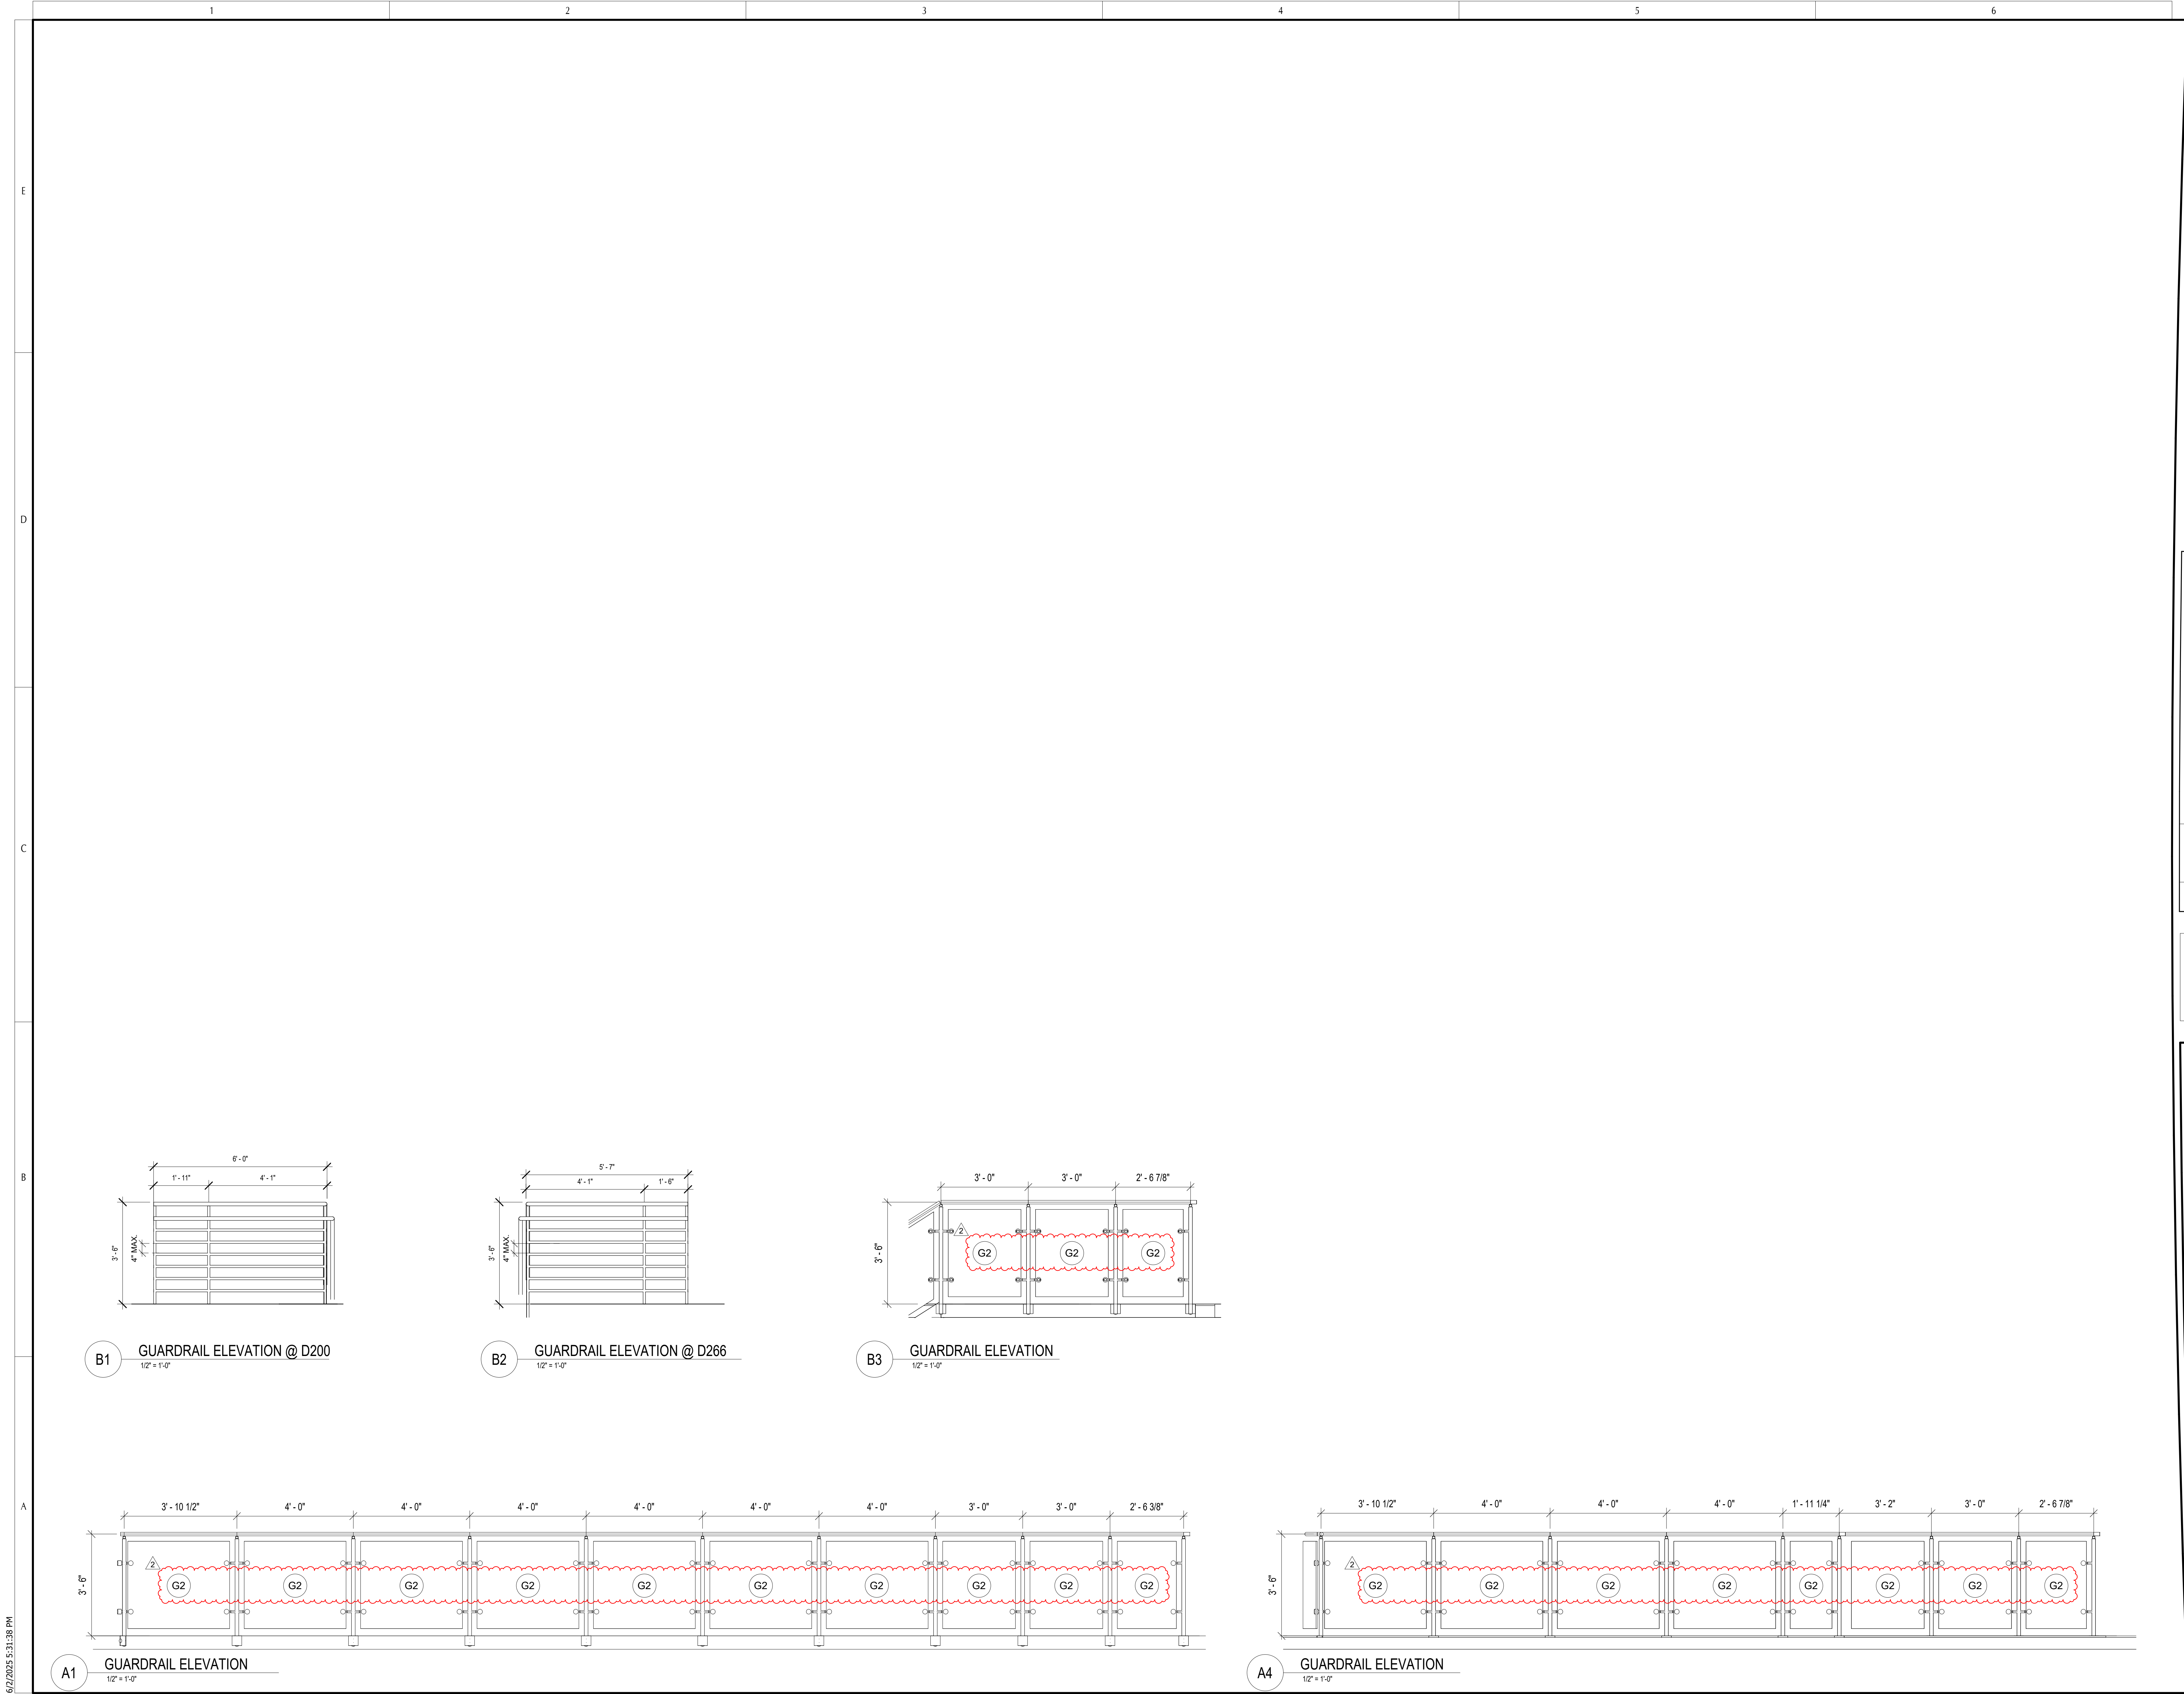 1 2 3 4 5 6
E
D
C
B
A
6' - 0"
1' - 11" 4' - 1"
3' - 6"
4" MAX.
B1 GUARDRAIL ELEVATION @ D200
1/2" = 1'-0"
5' - 7"
4' - 1" 1' - 6"
3' - 6"
4" MAX.
B2 GUARDRAIL ELEVATION @ D266
1/2" = 1'-0"
3' - 0" 3' - 0" 2' - 6 7/8"
3' - 6"
2
G2 G2 G2
B3 GUARDRAIL ELEVATION
1/2" = 1'-0"
3' - 10 1/2" 4' - 0" 4' - 0" 4' - 0" 4' - 0" 4' - 0" 4' - 0" 3' - 0" 3' - 0" 2' - 6 3/8"
3' - 6"
2
G2 G2 G2 G2 G2 G2 G2 G2 G2 G2
A1 GUARDRAIL ELEVATION
1/2" = 1'-0"
3' - 10 1/2" 4' - 0" 4' - 0" 4' - 0" 1' - 11 1/4" 3' - 2" 3' - 0" 2' - 6 7/8"
3' - 6"
2
G2 G2 G2 G2 G2 G2 G2 G2
A4 GUARDRAIL ELEVATION
1/2" = 1'-0"
6/2/2025 5:31:38 PM